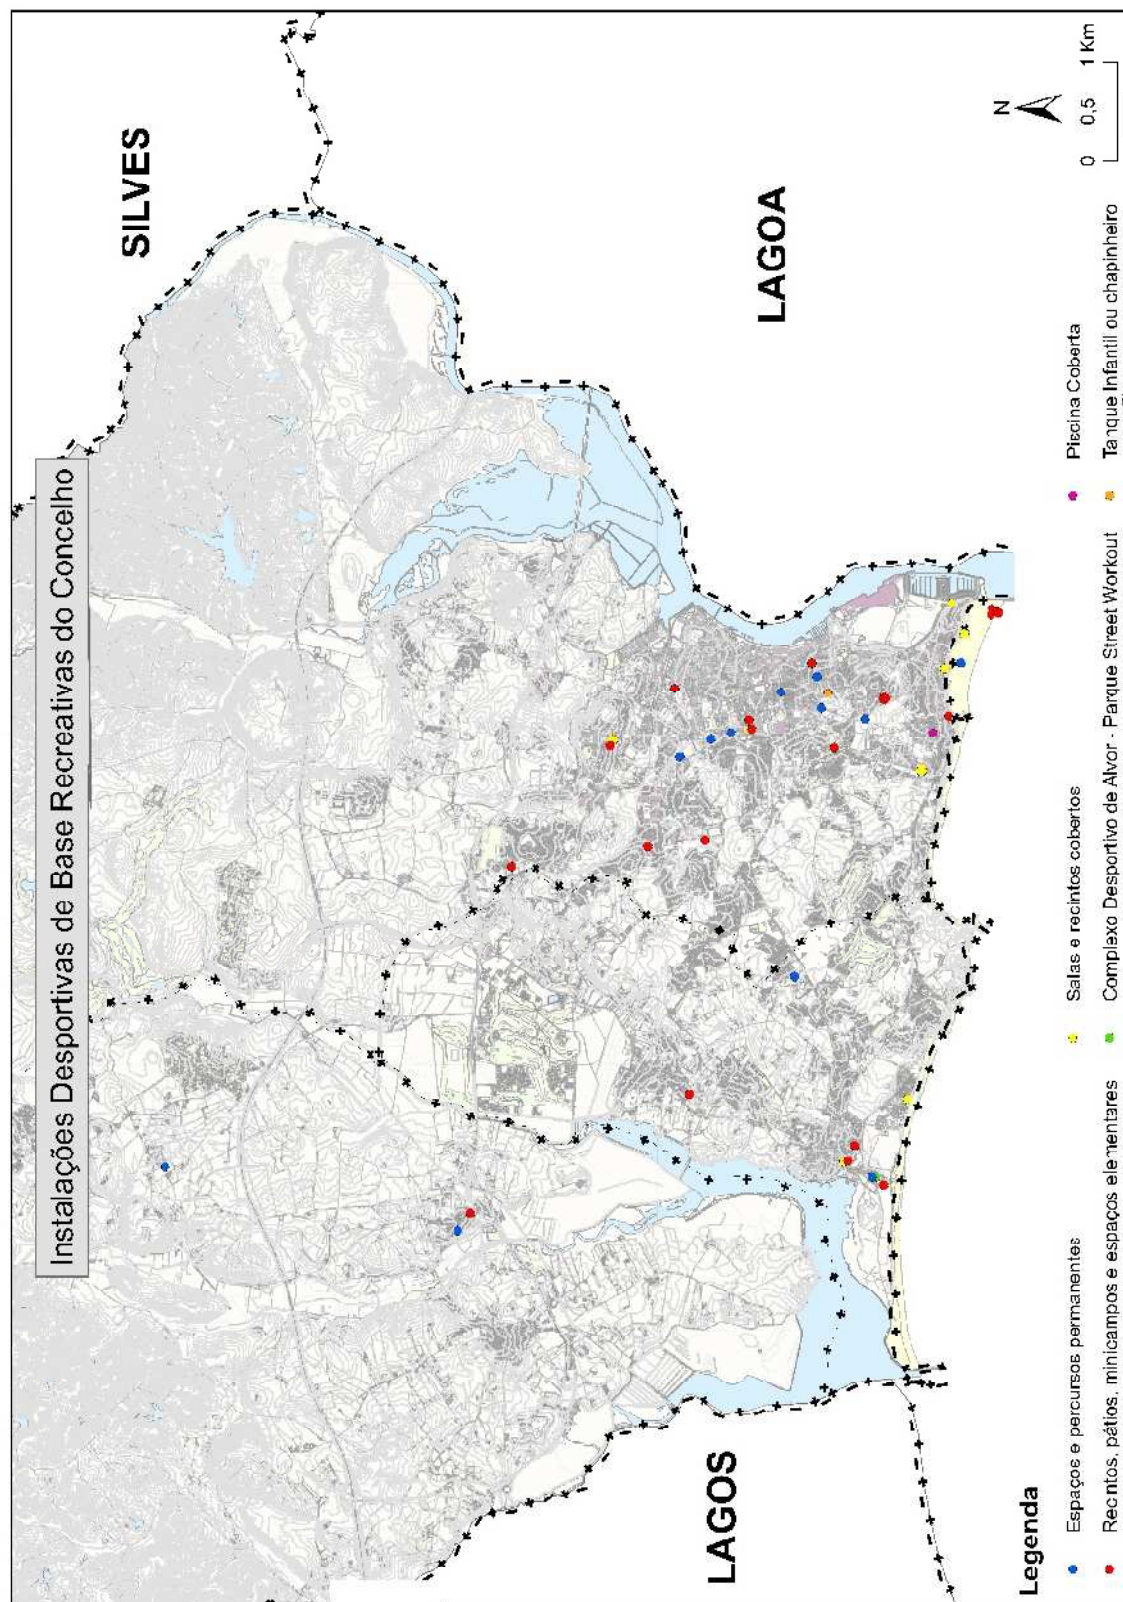 Instalações Desportivas de Base Recreativas do Concelho
SILVES
LAGOA
LAGOS
N
0 0,5 1 Km
Legenda
Espaços e percursos permanentes
Salas e recintos cobertos
Piscina Coberta
Recintos, pátios, minicampos e espaços elementares
Complexo Desportivo de Alvor - Parque Street Workout
Tanque Infantil ou chapinheiro